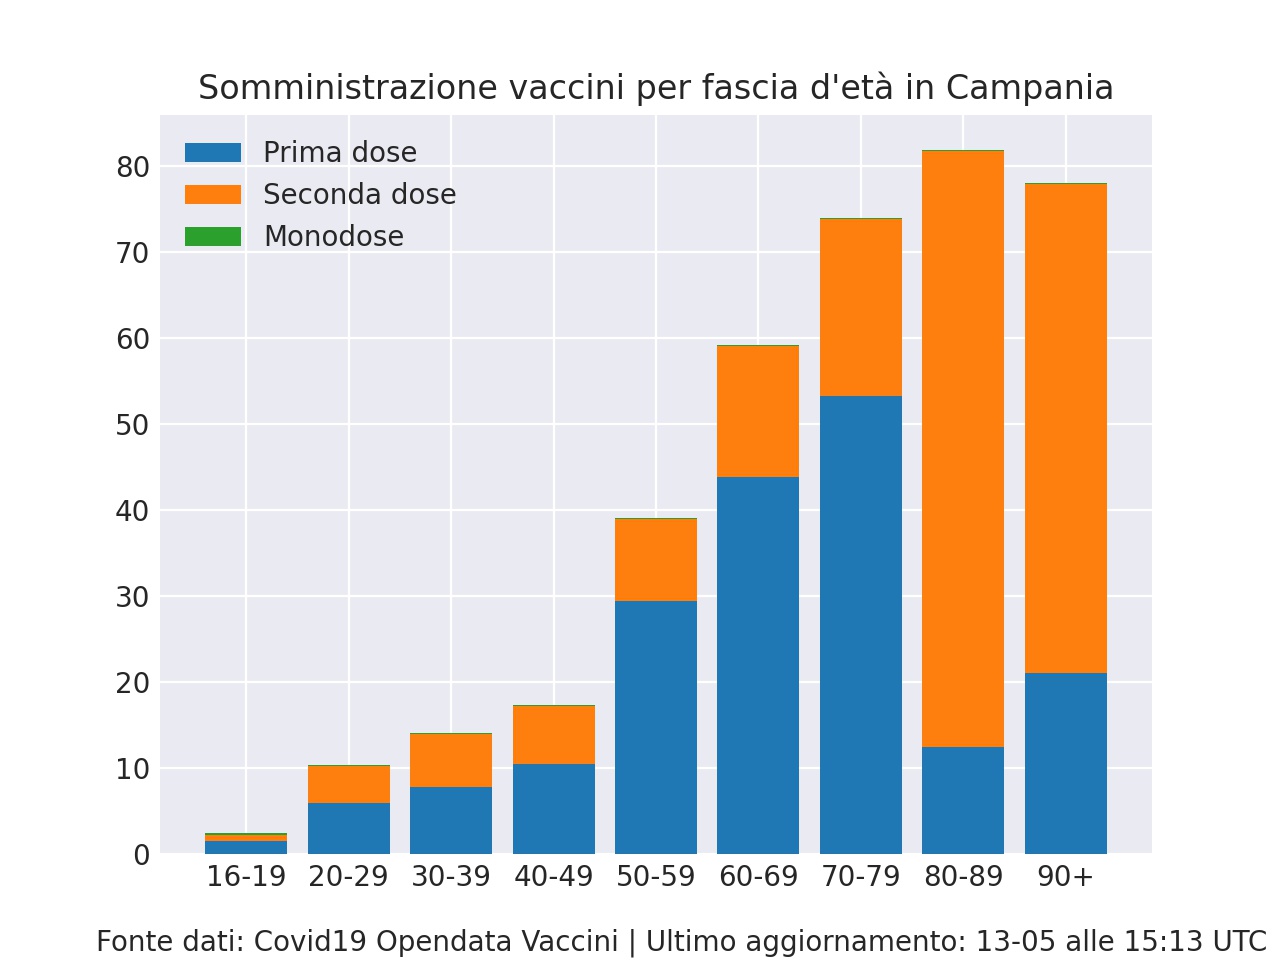 Somministrazione vaccini per fascia d'età in Campania
Prima dose
Seconda dose
Monodose
80
70
60
50
40
30
20
10
0
16-19 20-29 30-39 40-49 50-59 60-69 70-79 80-89 90+
Fonte dati: Covid19 Opendata Vaccini | Ultimo aggiornamento: 13-05 alle 15:13 UTC